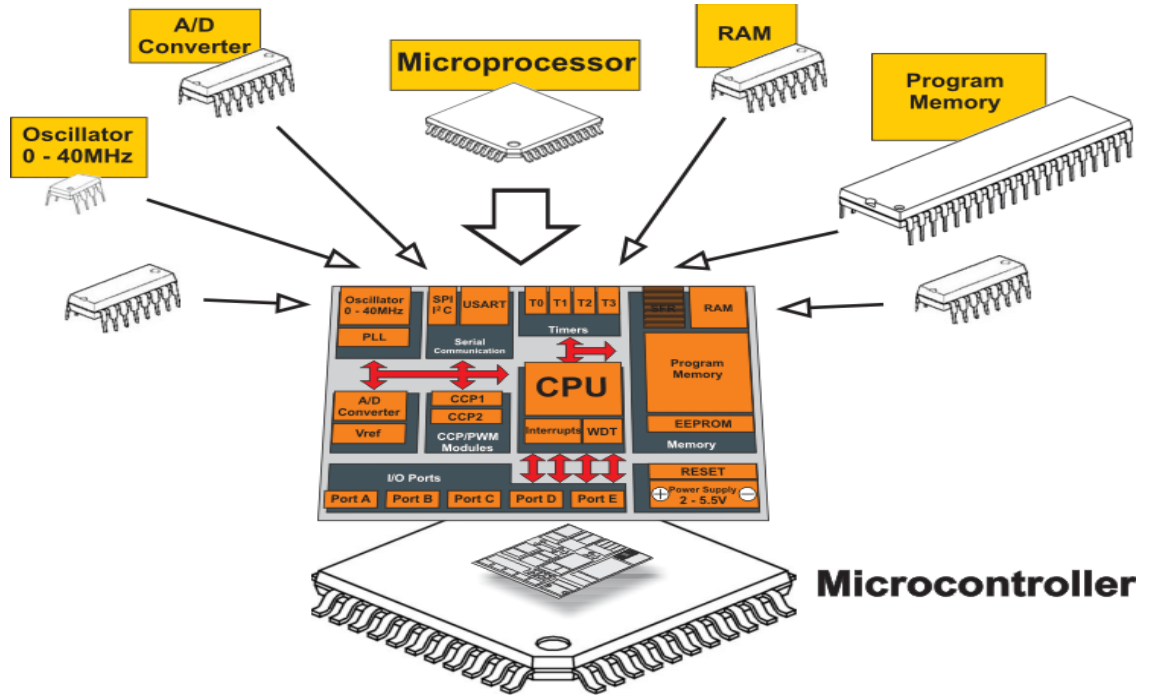 A/D
Converter
Microprocessor
RAM
Program
Memory
Oscillator
0 - 40MHz
Oscillator
0 - 40MHz
PLL
SPI
I²C
USART
Serial
Communication
T0
T1
T2
T3
Timers
SFR
RAM
Program
Memory
EEPROM
Memory
A/D
Converter
Vref
CCP1
CCP2
CCP/PWM
Modules
CPU
Interrupts
WDT
I/O Ports
Port A
Port B
Port C
Port D
Port E
RESET
Power Supply
2 - 5.5V
Microcontroller